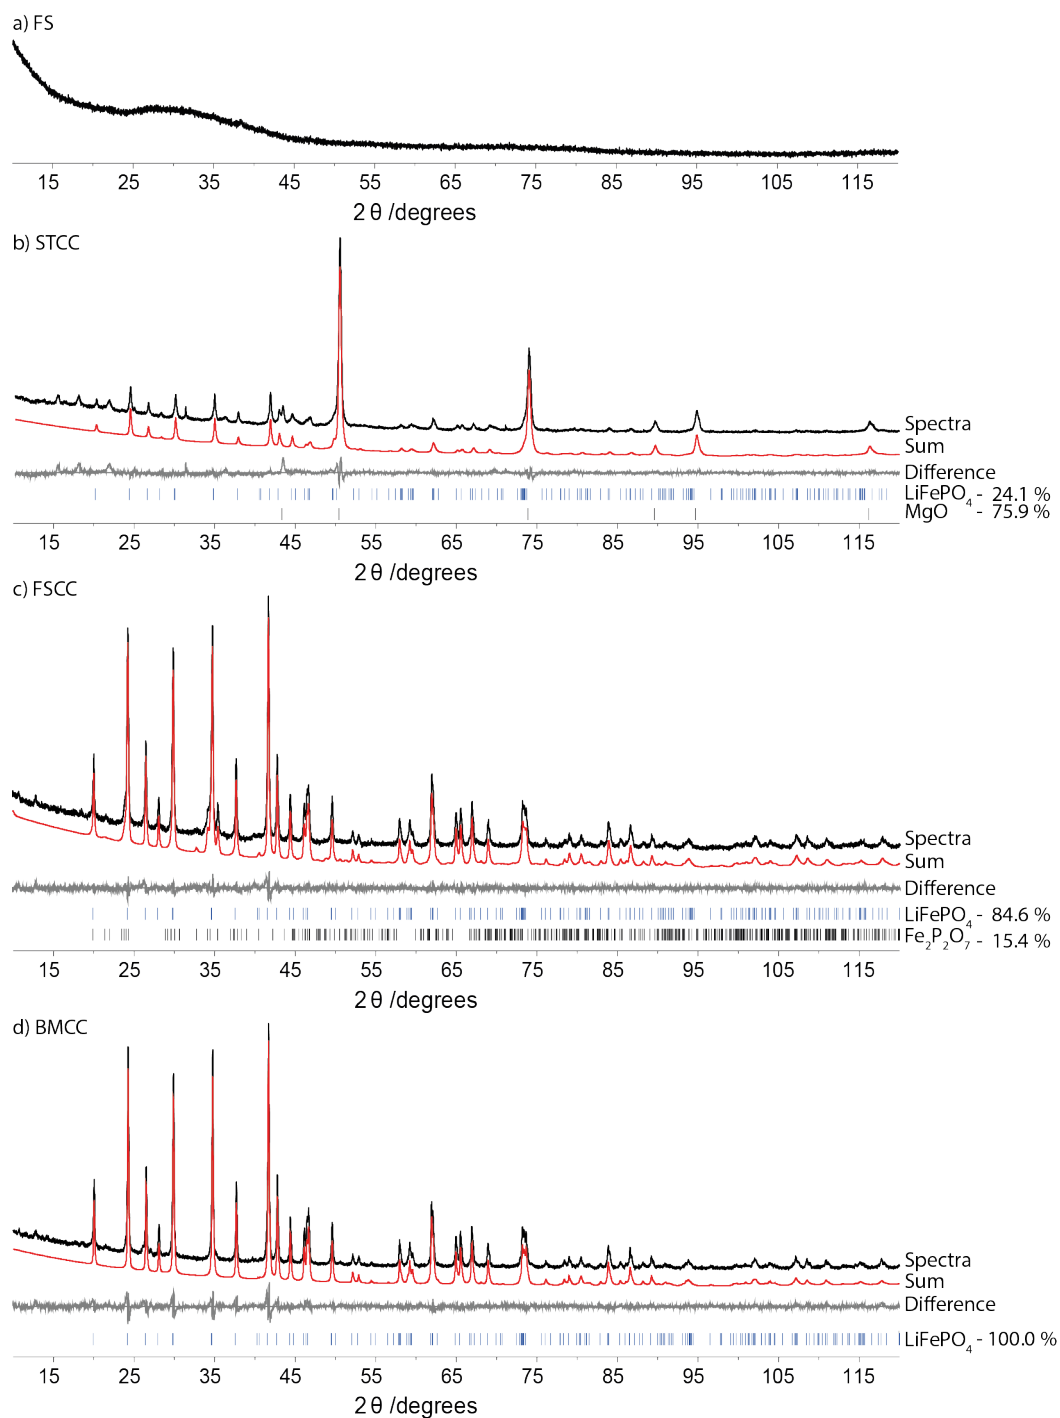 a) FS
15 25 35 45 55 65 75 85 95 105 115
2θ /degrees
b) STCC
Spectra
Sum
Difference
LiFePO₄ - 24.1 %
MgO - 75.9 %
15 25 35 45 55 65 75 85 95 105 115
2θ /degrees
c) FSCC
Spectra
Sum
Difference
LiFePO₄ - 84.6 %
Fe₂P₂O₇ - 15.4 %
15 25 35 45 55 65 75 85 95 105 115
2θ /degrees
d) BMCC
Spectra
Sum
Difference
LiFePO₄ - 100.0 %
15 25 35 45 55 65 75 85 95 105 115
2θ /degrees